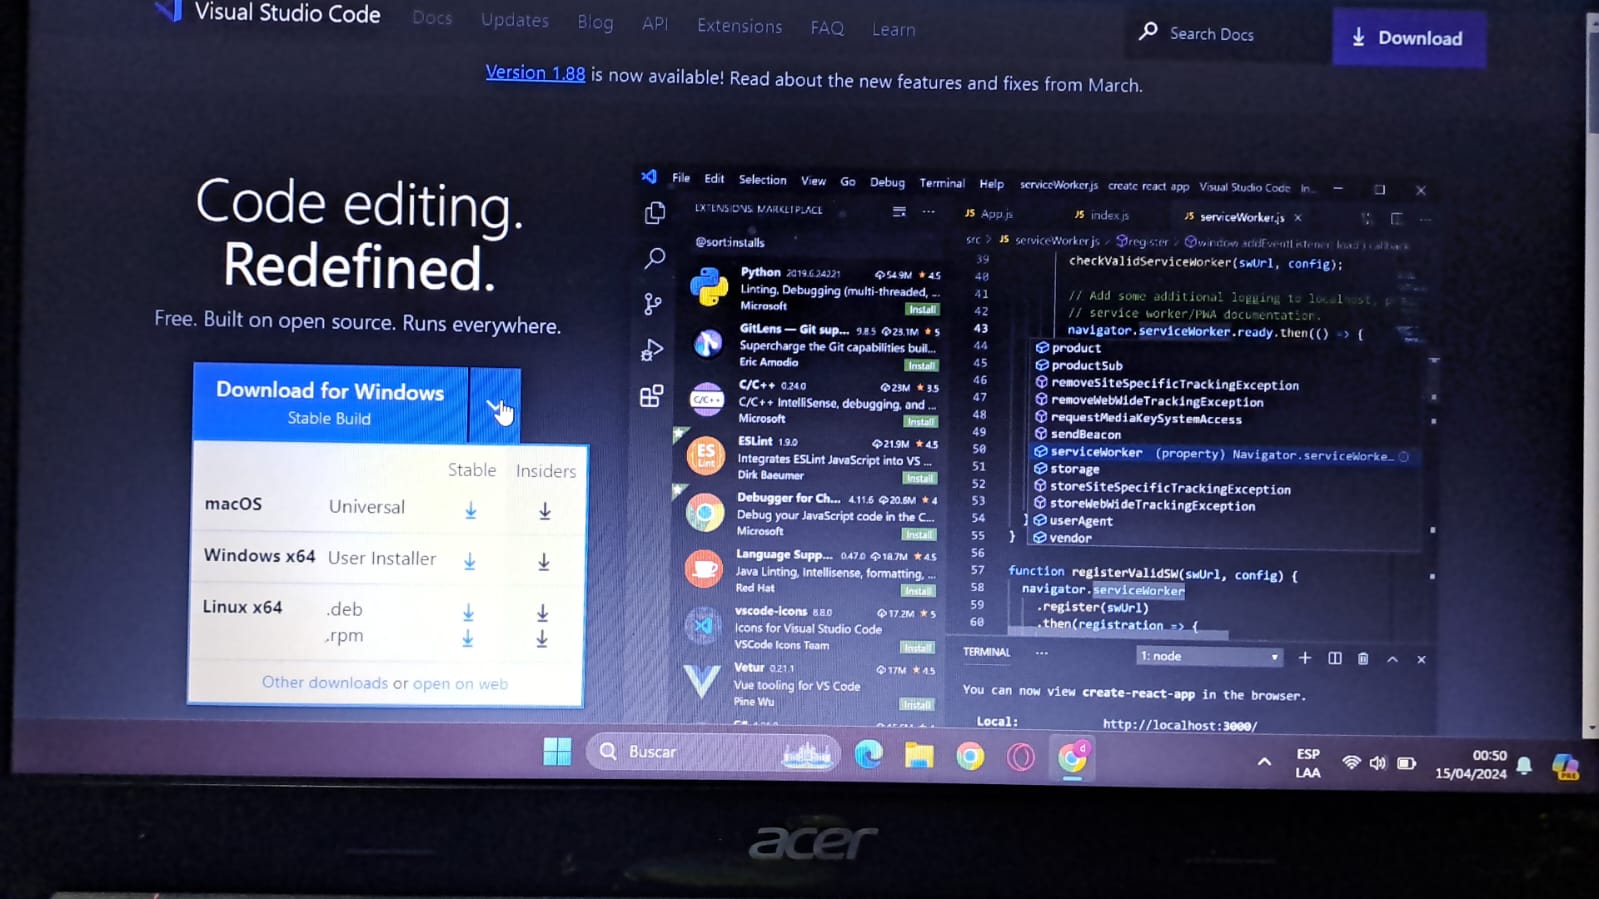 Visual Studio Code Docs Updates Blog API Extensions FAQ Learn Search Docs Download
Version 1.88 is now available! Read about the new features and fixes from March.
Code editing.
Redefined.
Free. Built on open source. Runs everywhere.
Download for Windows
Stable Build
Stable Insiders
macOS Universal
Windows x64 User Installer
Linux x64 .deb
.rpm
Other downloads or open on web
File Edit Selection View Go Debug Terminal Help serviceWorker.js create react app Visual Studio Code In...
EXTENSIONS: MARKETPLACE
@sort:installs
Python 2019.6.24221 54.9M 4.5
Linting, Debugging (multi-threaded, ...
Microsoft Install
GitLens — Git sup... 9.8.5 23.1M 5
Supercharge the Git capabilities buil...
Eric Amodio Install
C/C++ 0.24.0 23M 3.5
C/C++ IntelliSense, debugging, and ...
Microsoft Install
C/C++
ESLint 1.9.0 21.9M 4.5
Integrates ESLint JavaScript into VS ...
Dirk Baeumer Install
ES
Lint
Debugger for Ch... 4.11.6 20.6M 4
Debug your JavaScript code in the C...
Microsoft Install
Language Supp... 0.47.0 18.7M 4.5
Java Linting, Intellisense, formatting, ...
Red Hat Install
vscode-icons 8.8.0 17.2M 5
Icons for Visual Studio Code
VSCode Icons Team Install
Vetur 0.21.1 17M 4.5
Vue tooling for VS Code
Pine Wu Install
JS App.js JS index.js JS serviceWorker.js
src > JS serviceWorker.js > register > window.addEventListener('load') callback
39 checkValidServiceWorker(swUrl, config);
40
41 // Add some additional logging to localhost,
42 // service worker/PWA documentation.
43 navigator.serviceWorker.ready.then(() => {
44 product
45 productSub
46 removeSiteSpecificTrackingException
47 removeWebWideTrackingException
48 requestMediaKeySystemAccess
49 sendBeacon
50 serviceWorker (property) Navigator.serviceWorke...
51 storage
52 storeSiteSpecificTrackingException
53 storeWebWideTrackingException
54 } userAgent
55 } vendor
56
57 function registerValidSW(swUrl, config) {
58 navigator.serviceWorker
59 .register(swUrl)
60 .then(registration => {
TERMINAL ... 1: node
You can now view create-react-app in the browser.
Local: http://localhost:3000/
Buscar
ESP
LAA
00:50
15/04/2024
PRE
acer